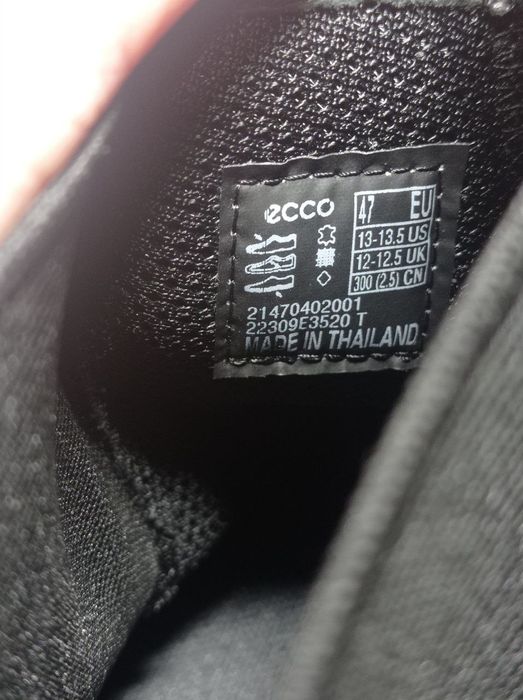 ecco
47 EU
13-13.5 US
12-12.5 UK
300 (2.5) CN
21470402001
22309E3520 T
MADE IN THAILAND